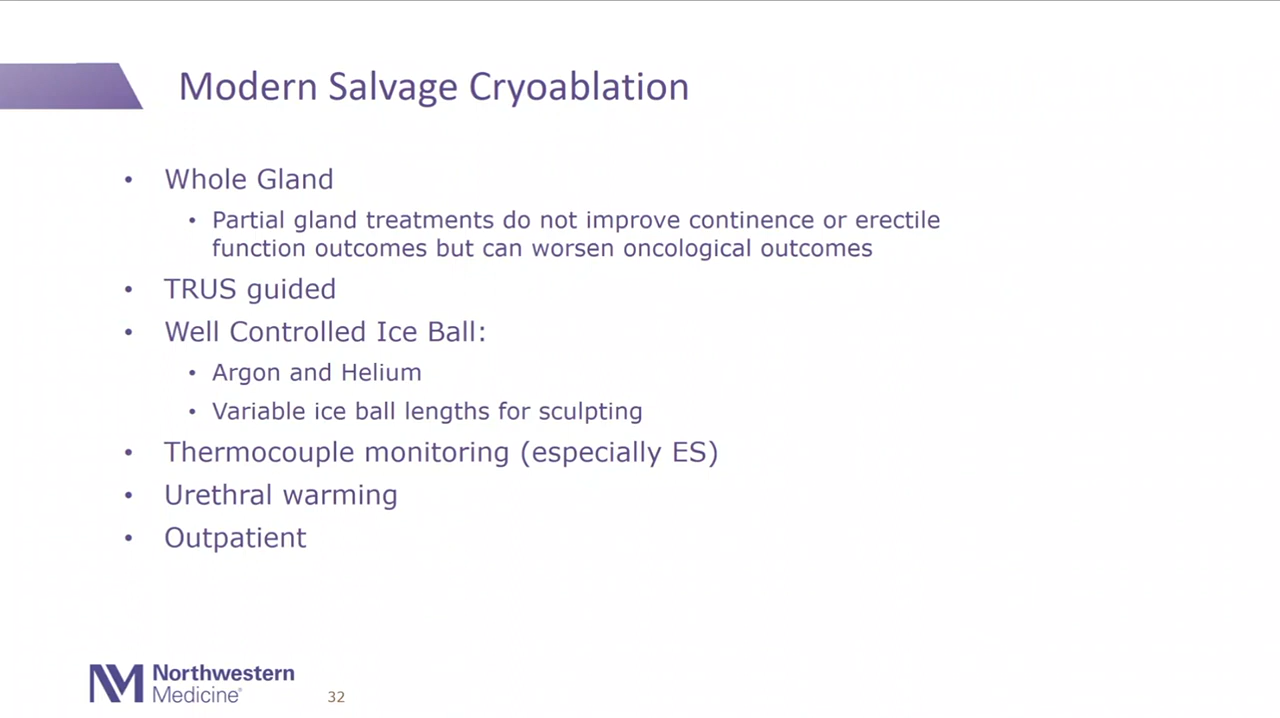 Modern Salvage Cryoablation
• Whole Gland
• Partial gland treatments do not improve continence or erectile
function outcomes but can worsen oncological outcomes
• TRUS guided
• Well Controlled Ice Ball:
• Argon and Helium
• Variable ice ball lengths for sculpting
• Thermocouple monitoring (especially ES)
• Urethral warming
• Outpatient
NM Northwestern
Medicine®
32